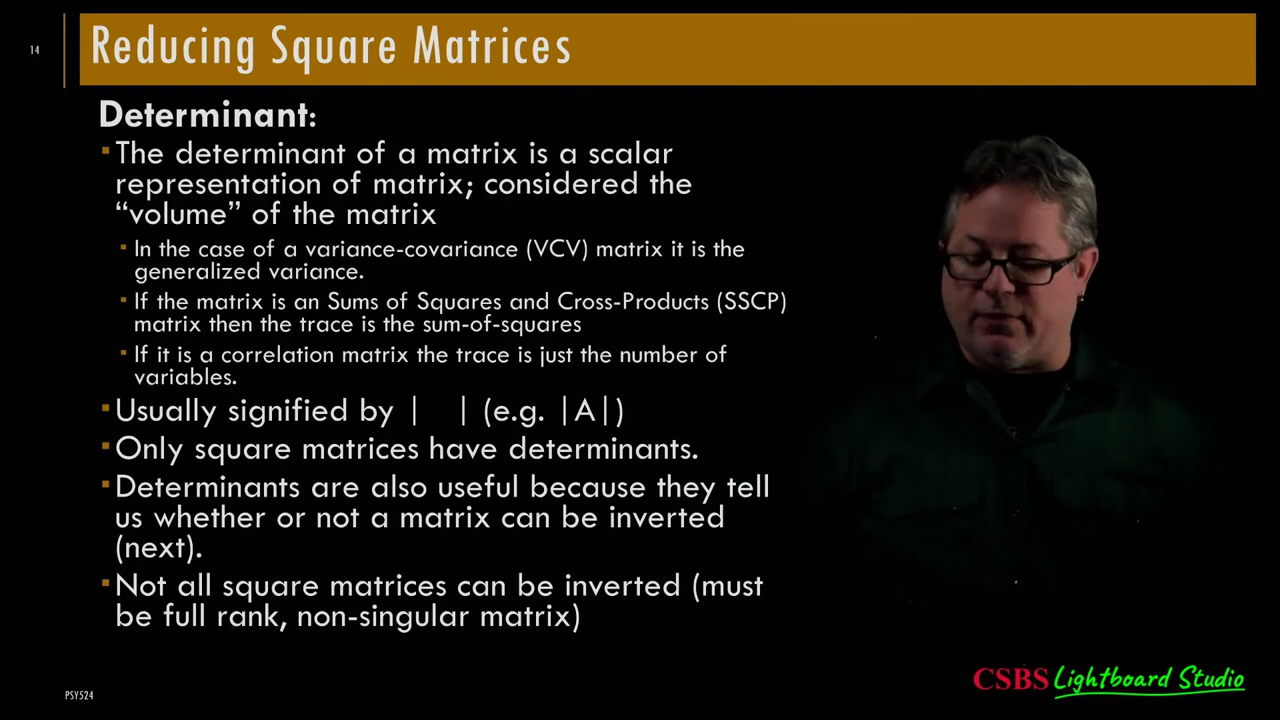 14
Reducing Square Matrices
Determinant:
▪The determinant of a matrix is a scalar
representation of matrix; considered the
“volume” of the matrix
▪ In the case of a variance-covariance (VCV) matrix it is the
generalized variance.
▪ If the matrix is an Sums of Squares and Cross-Products (SSCP)
matrix then the trace is the sum-of-squares
▪ If it is a correlation matrix the trace is just the number of
variables.
▪Usually signified by | | (e.g. |A|)
▪Only square matrices have determinants.
▪Determinants are also useful because they tell
us whether or not a matrix can be inverted
(next).
▪Not all square matrices can be inverted (must
be full rank, non-singular matrix)
PSY524
CSBS Lightboard Studio